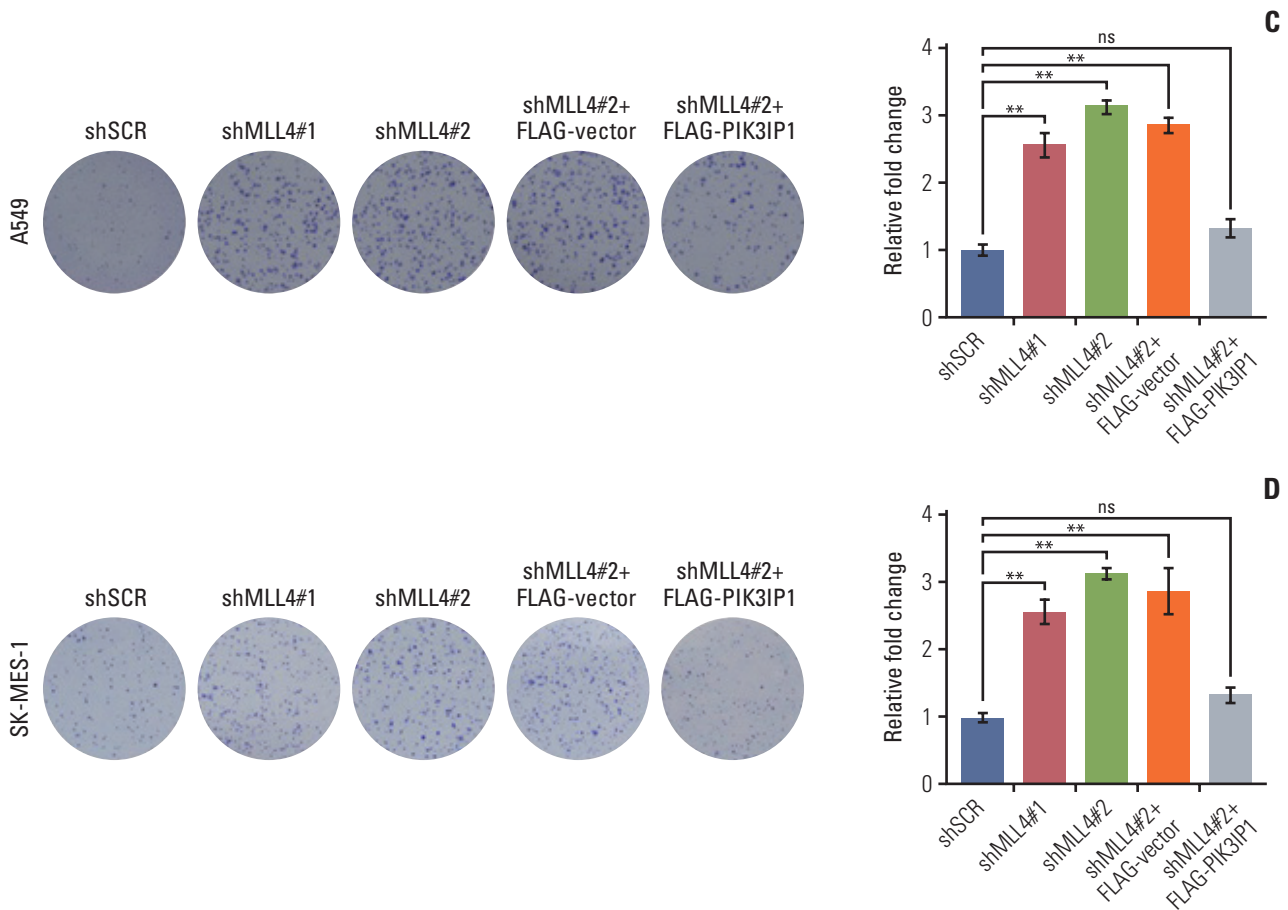 C
shSCR
shMLL4#1
shMLL4#2
shMLL4#2+
FLAG-vector
shMLL4#2+
FLAG-PIK3IP1
A549
Relative fold change
4
3
2
1
0
ns
**
**
**
shSCR
shMLL4#1
shMLL4#2
shMLL4#2+
FLAG-vector
shMLL4#2+
FLAG-PIK3IP1
D
shSCR
shMLL4#1
shMLL4#2
shMLL4#2+
FLAG-vector
shMLL4#2+
FLAG-PIK3IP1
SK-MES-1
Relative fold change
4
3
2
1
0
ns
**
**
**
shSCR
shMLL4#1
shMLL4#2
shMLL4#2+
FLAG-vector
shMLL4#2+
FLAG-PIK3IP1